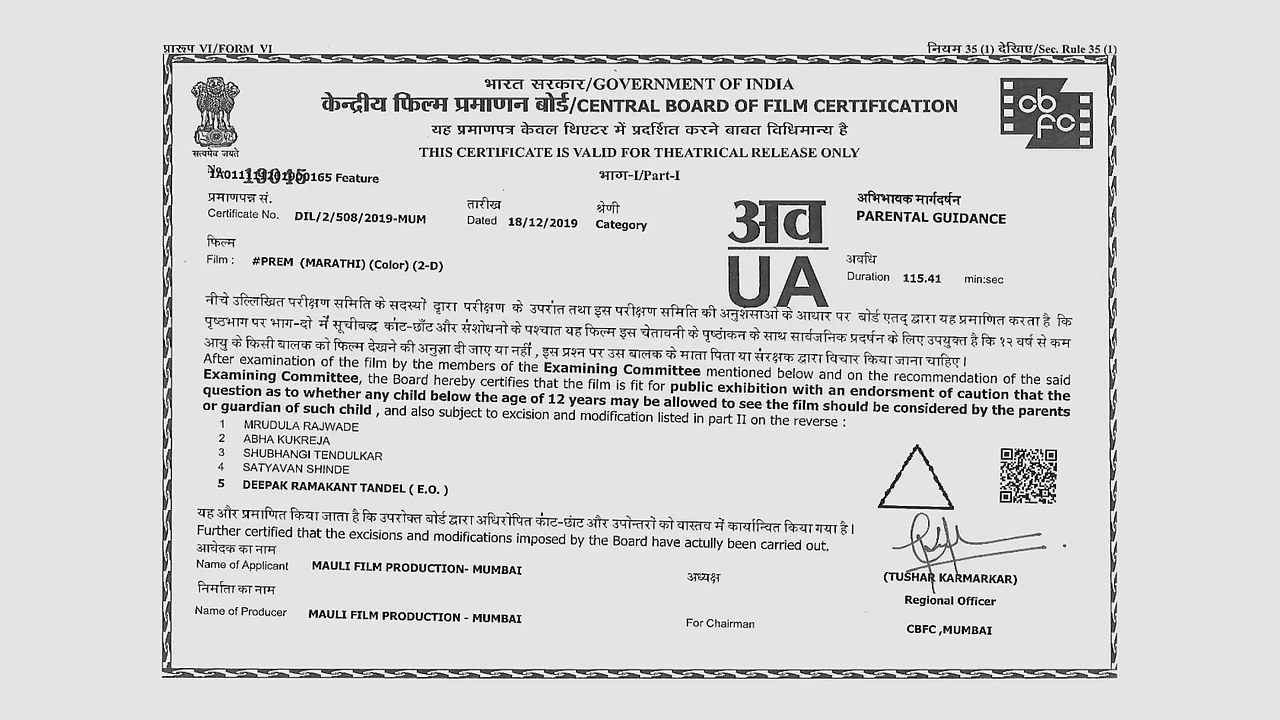 प्रारूप VI/FORM VI
नियम 35 (1) देखिए/Sec. Rule 35 (1)
भारत सरकार/GOVERNMENT OF INDIA
केन्द्रीय फिल्म प्रमाणन बोर्ड/CENTRAL BOARD OF FILM CERTIFICATION
cbfc
यह प्रमाणपत्र केवल थिएटर में प्रदर्शित करने बाबत विधिमान्य है
सत्यमेव जयते
THIS CERTIFICATE IS VALID FOR THEATRICAL RELEASE ONLY
No. Feature
भाग-I/Part-I
प्रमाणपत्र सं.
Certificate No. DIL/2/508/2019-MUM
तारीख
Dated 18/12/2019
श्रेणी
Category
अव
UA
अभिभावक मार्गदर्शन
PARENTAL GUIDANCE
फिल्म
Film : #PREM (MARATHI) (Color) (2-D)
अवधि
Duration 115.41 min:sec
नीचे उल्लिखित परीक्षण समिति के सदस्यों द्वारा परीक्षण के उपरांत तथा इस परीक्षण समिति की अनुशंसाओं के आधार पर बोर्ड एतद् द्वारा यह प्रमाणित करता है कि
पृष्ठभाग पर भाग-दो में सूचीबद्ध कांट-छाँट और संशोधनो के पश्चात यह फिल्म इस चेतावनी के पृष्ठांकन के साथ सार्वजनिक प्रदर्शन के लिए उपयुक्त है कि १२ वर्ष से कम
आयु के किसी बालक को फिल्म देखने की अनुज्ञा दी जाए या नहीं , इस प्रश्न पर उस बालक के माता पिता या संरक्षक द्वारा विचार किया जाना चाहिए।
After examination of the film by the members of the Examining Committee mentioned below and on the recommendation of the said
Examining Committee, the Board hereby certifies that the film is fit for public exhibition with an endorsement of caution that the
question as to whether any child below the age of 12 years may be allowed to see the film should be considered by the parents
or guardian of such child , and also subject to excision and modification listed in part II on the reverse :
1 MRUDULA RAJWADE
2 ABHA KUKREJA
3 SHUBHANGI TENDULKAR
4 SATYAVAN SHINDE
5 DEEPAK RAMAKANT TANDEL ( E.O. )
यह और प्रमाणित किया जाता है कि उपरोक्त बोर्ड द्वारा अधिरोपित कांट-छांट और उपांतरों को वास्तव में कार्यान्वित किया गया है।
Further certified that the excisions and modifications imposed by the Board have actully been carried out.
आवेदक का नाम
Name of Applicant MAULI FILM PRODUCTION- MUMBAI
अध्यक्ष
(TUSHAR KARMARKAR)
निर्माता का नाम
Regional Officer
Name of Producer MAULI FILM PRODUCTION - MUMBAI
For Chairman
CBFC ,MUMBAI